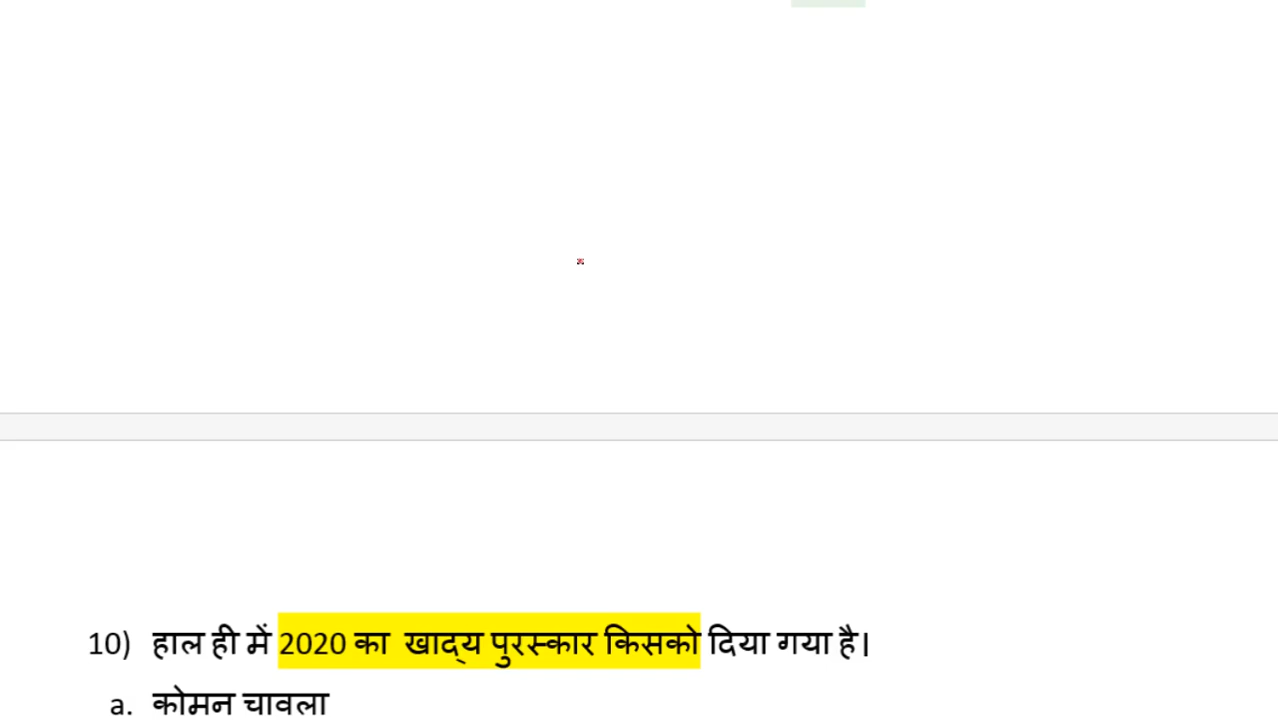 10) हाल ही में 2020 का खाद्य पुरस्कार किसको दिया गया है।
a. कोमन चावला